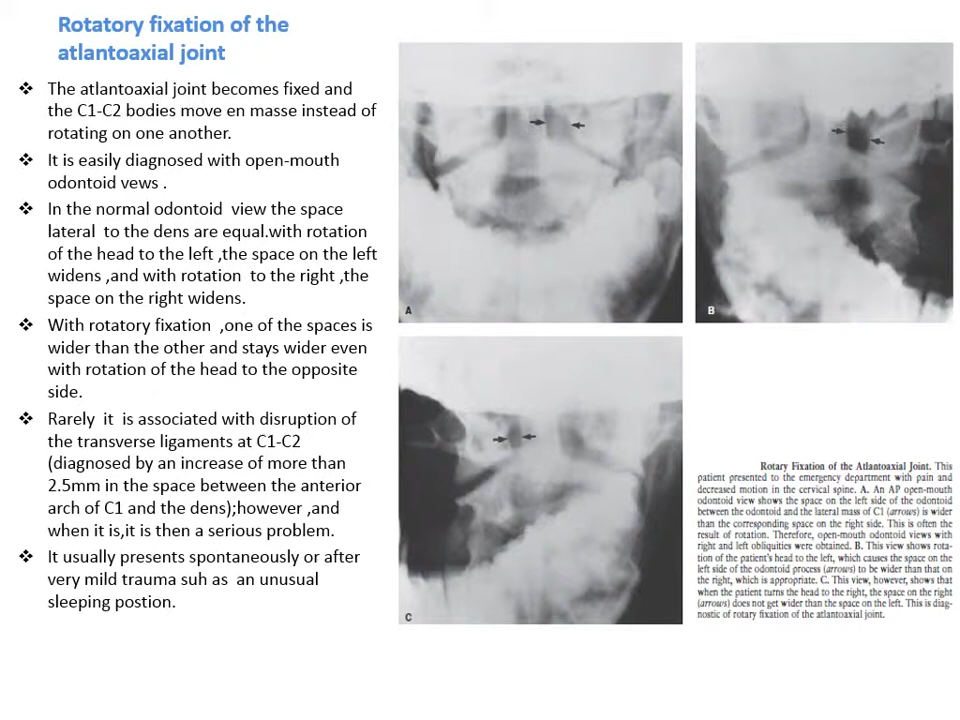 Rotatory fixation of the
atlantoaxial joint
❖ The atlantoaxial joint becomes fixed and
the C1-C2 bodies move en masse instead of
rotating on one another.
❖ It is easily diagnosed with open-mouth
odontoid vews .
❖ In the normal odontoid view the space
lateral to the dens are equal.with rotation
of the head to the left ,the space on the left
widens ,and with rotation to the right ,the
space on the right widens.
❖ With rotatory fixation ,one of the spaces is
wider than the other and stays wider even
with rotation of the head to the opposite
side.
❖ Rarely it is associated with disruption of
the transverse ligaments at C1-C2
(diagnosed by an increase of more than
2.5mm in the space between the anterior
arch of C1 and the dens);however ,and
when it is,it is then a serious problem.
❖ It usually presents spontaneously or after
very mild trauma suh as an unusual
sleeping postion.
A
B
C
Rotary Fixation of the Atlantoaxial Joint. This
patient presented to the emergency department with pain and
decreased motion in the cervical spine. A. An AP open-mouth
odontoid view shows the space on the left side of the odontoid
between the odontoid and the lateral mass of C1 (arrows) is wider
than the corresponding space on the right side. This is often the
result of rotation. Therefore, open-mouth odontoid views with
right and left obliquities were obtained. B. This view shows rota-
tion of the patient's head to the left, which causes the space on the
left side of the odontoid process (arrows) to be wider than that on
the right, which is appropriate. C. This view, however, shows that
when the patient turns the head to the right, the space on the right
(arrows) does not get wider than the space on the left. This is diag-
nostic of rotary fixation of the atlantoaxial joint.